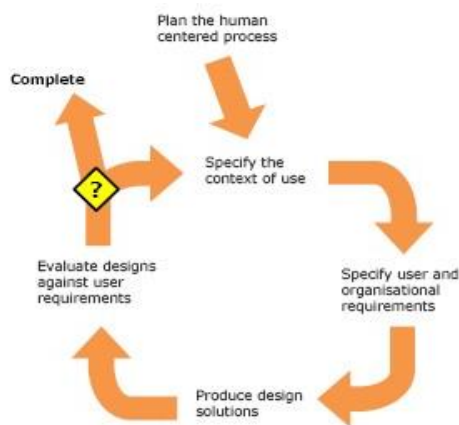 Plan the human
centered process
Complete
?
Specify the
context of use
Evaluate designs
against user
requirements
Specify user and
organisational
requirements
Produce design
solutions